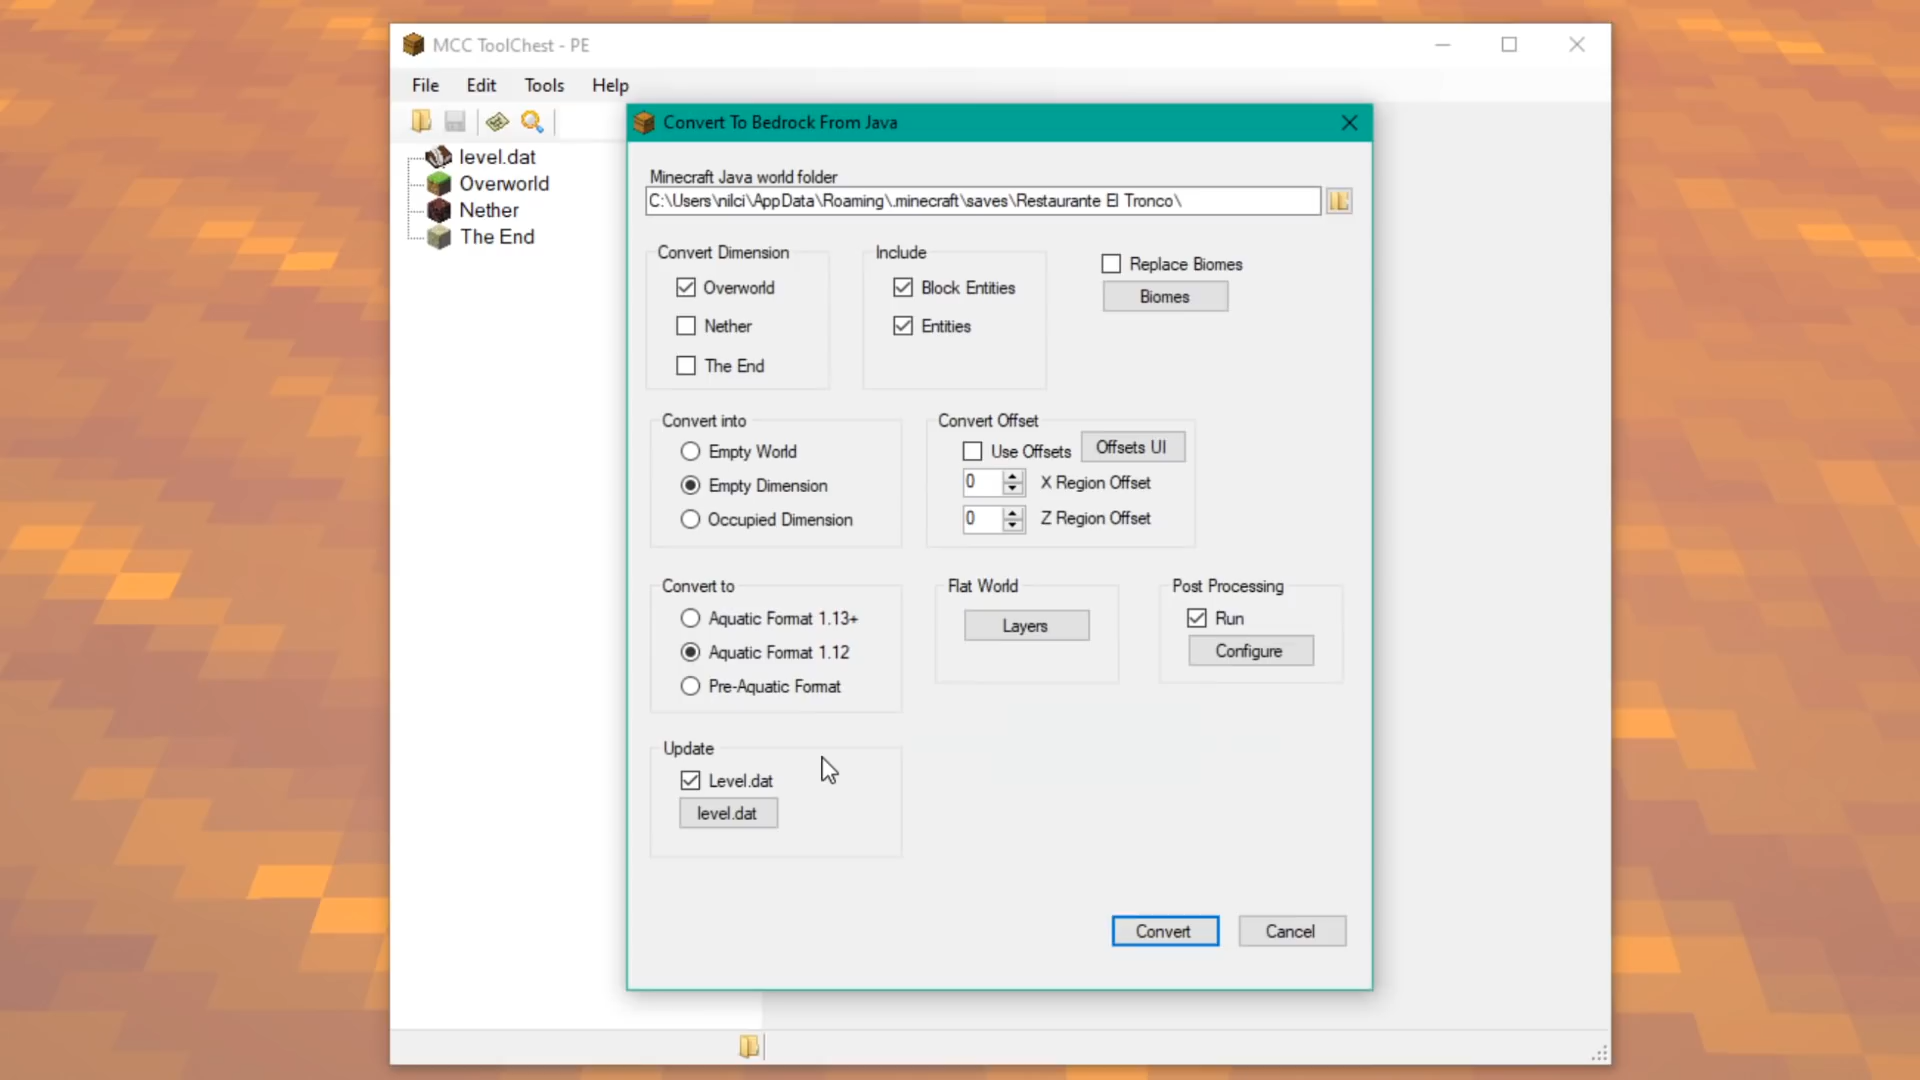 MCC ToolChest - PE
File Edit Tools Help
level.dat
Overworld
Nether
The End
Convert To Bedrock From Java
Minecraft Java world folder
C:\Users\nilci\AppData\Roaming\.minecraft\saves\Restaurante El Tronco\
Convert Dimension
Overworld
Nether
The End
Include
Block Entities
Entities
Replace Biomes
Biomes
Convert into
Empty World
Empty Dimension
Occupied Dimension
Convert Offset
Use Offsets Offsets UI
0 X Region Offset
0 Z Region Offset
Convert to
Aquatic Format 1.13+
Aquatic Format 1.12
Pre-Aquatic Format
Flat World
Layers
Post Processing
Run
Configure
Update
Level.dat
level.dat
Convert Cancel